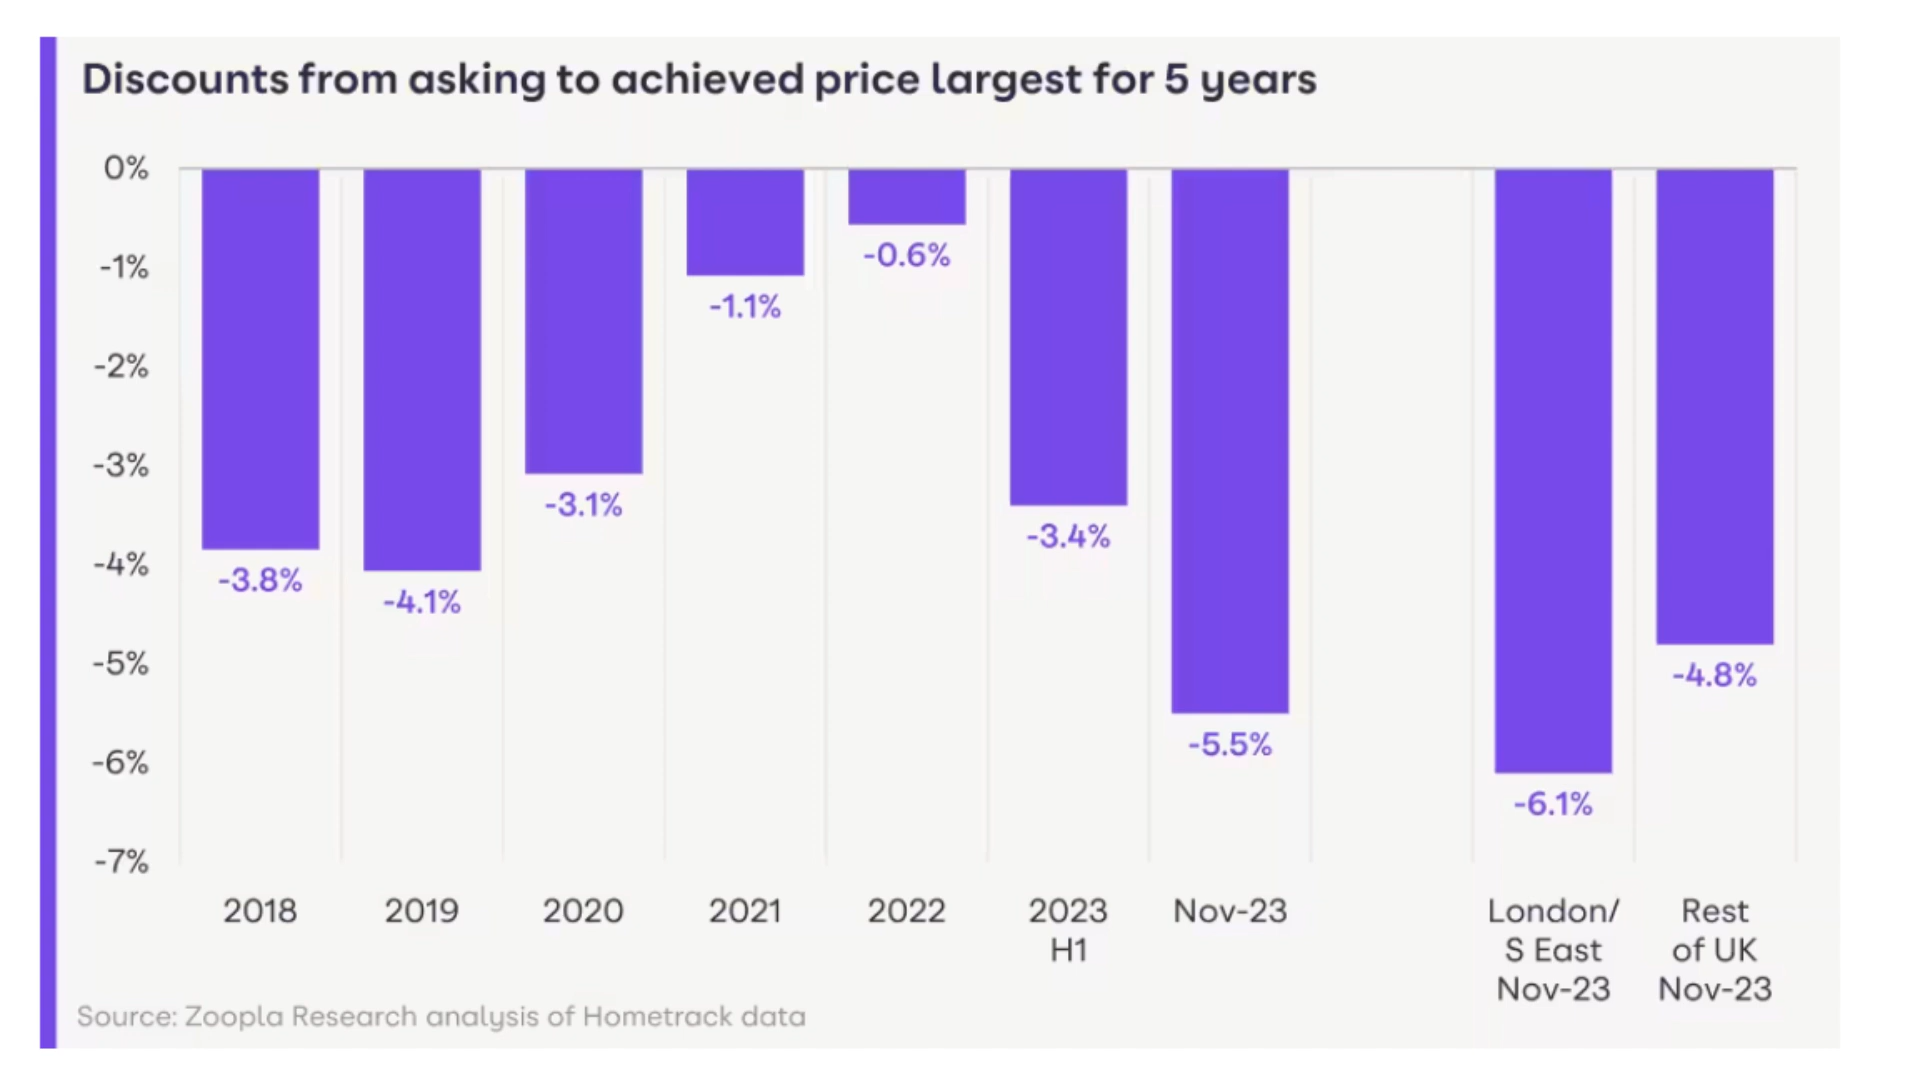 Discounts from asking to achieved price largest for 5 years
0%
-1%
-2%
-3%
-4%
-5%
-6%
-7%
-3.8%
-4.1%
-3.1%
-1.1%
-0.6%
-3.4%
-5.5%
-6.1%
-4.8%
2018
2019
2020
2021
2022
2023
H1
Nov-23
London/
S East
Nov-23
Rest
of UK
Nov-23
Source: Zoopla Research analysis of Hometrack data